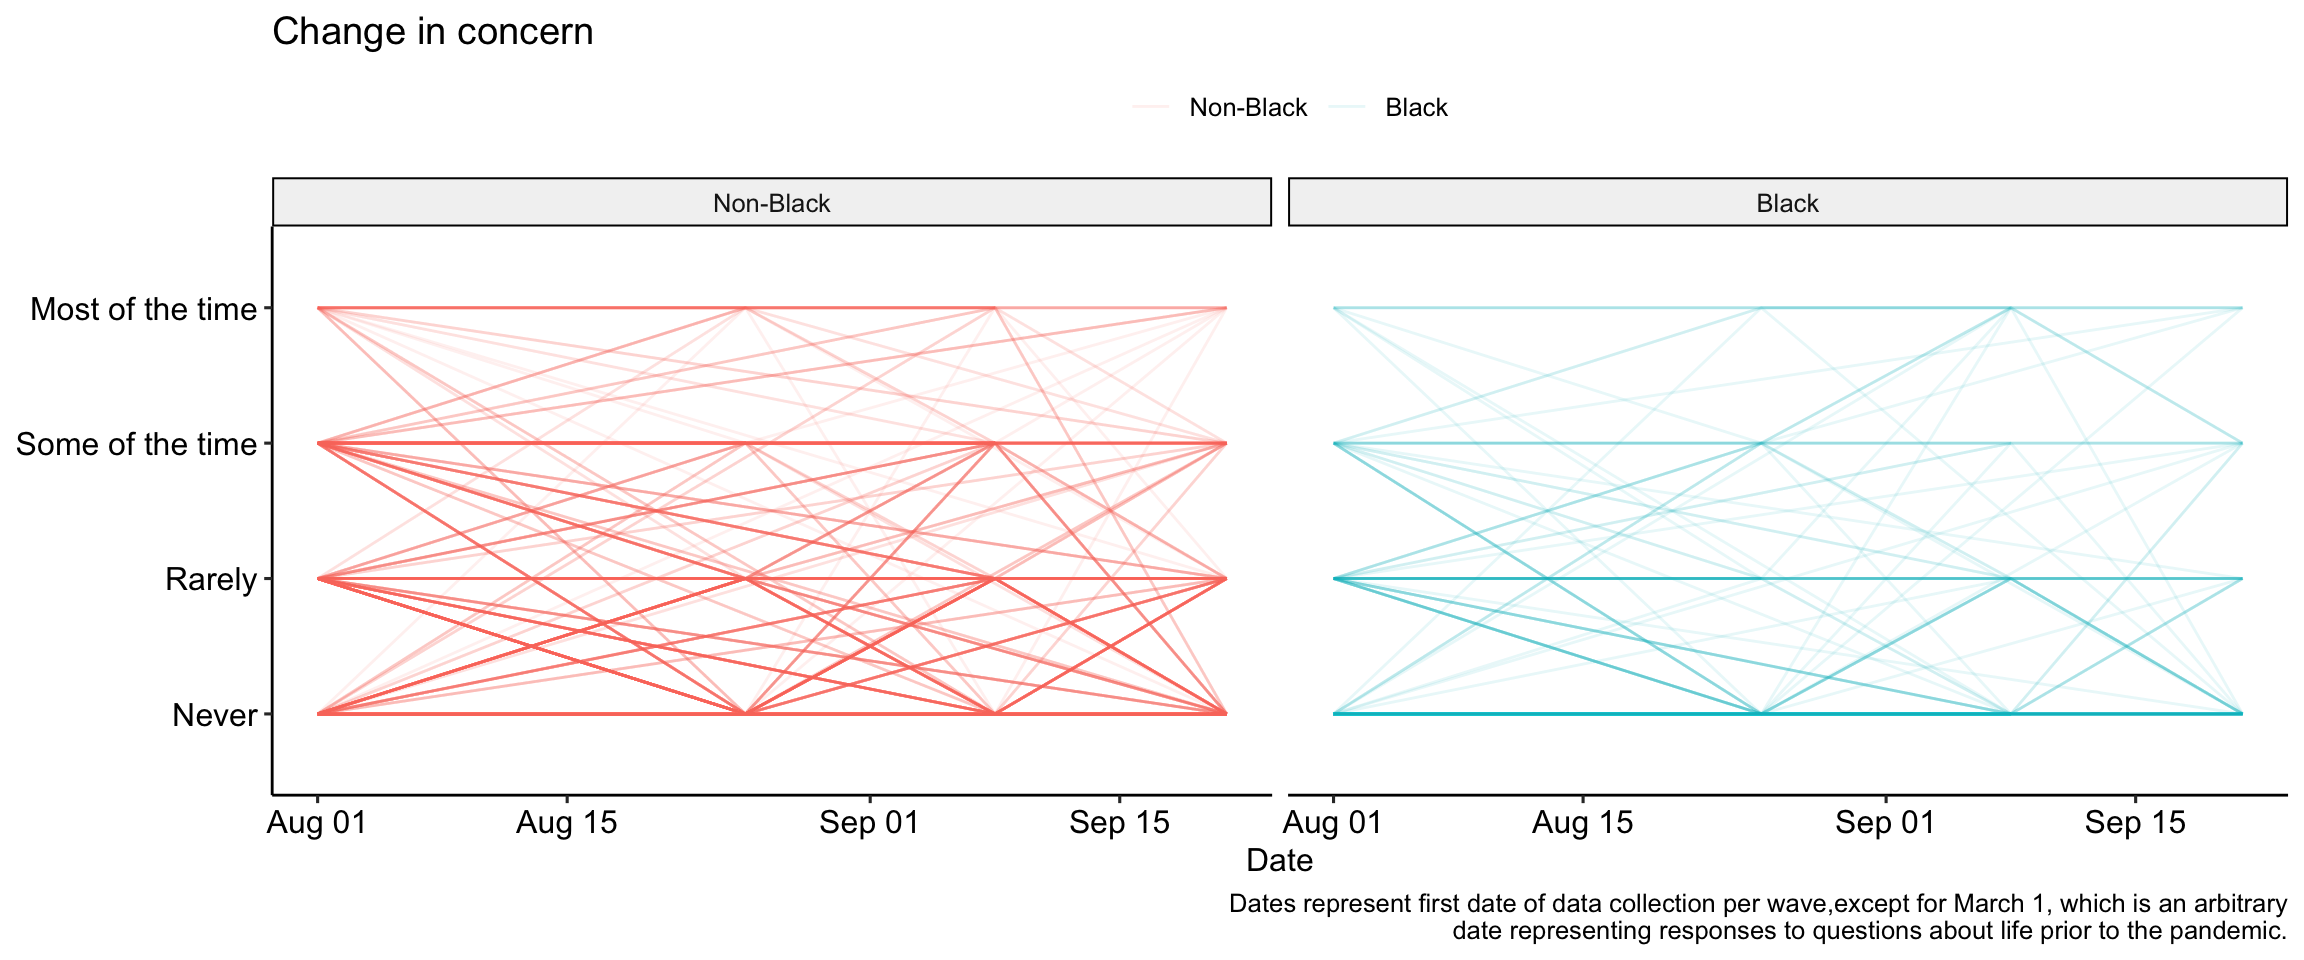 Change in concern
Non-Black Black
Non-Black
Black
Most of the time
Some of the time
Rarely
Never
Aug 01 Aug 15 Sep 01 Sep 15
Aug 01 Aug 15 Sep 01 Sep 15
Date
Dates represent first date of data collection per wave,except for March 1, which is an arbitrary
date representing responses to questions about life prior to the pandemic.